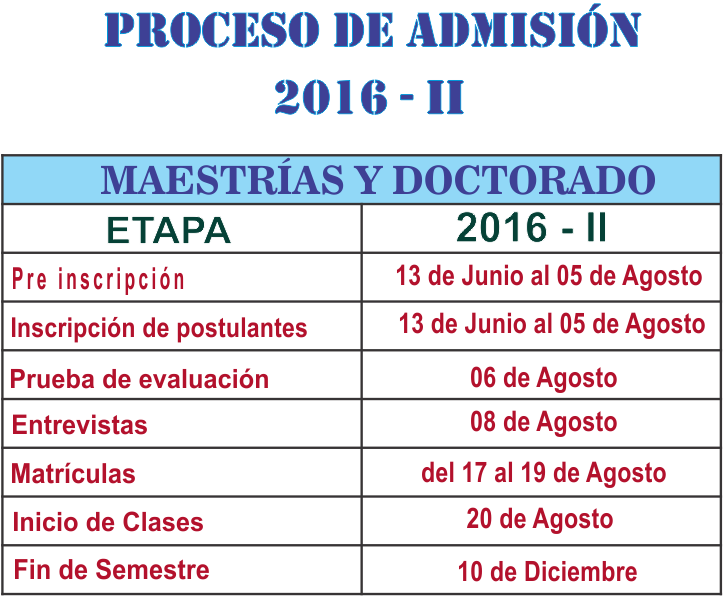 PROCESO DE ADMISIÓN
2016 - II
MAESTRÍAS Y DOCTORADO
ETAPA 2016 - II
Pre inscripción 13 de Junio al 05 de Agosto
Inscripción de postulantes 13 de Junio al 05 de Agosto
Prueba de evaluación 06 de Agosto
Entrevistas 08 de Agosto
Matrículas del 17 al 19 de Agosto
Inicio de Clases 20 de Agosto
Fin de Semestre 10 de Diciembre